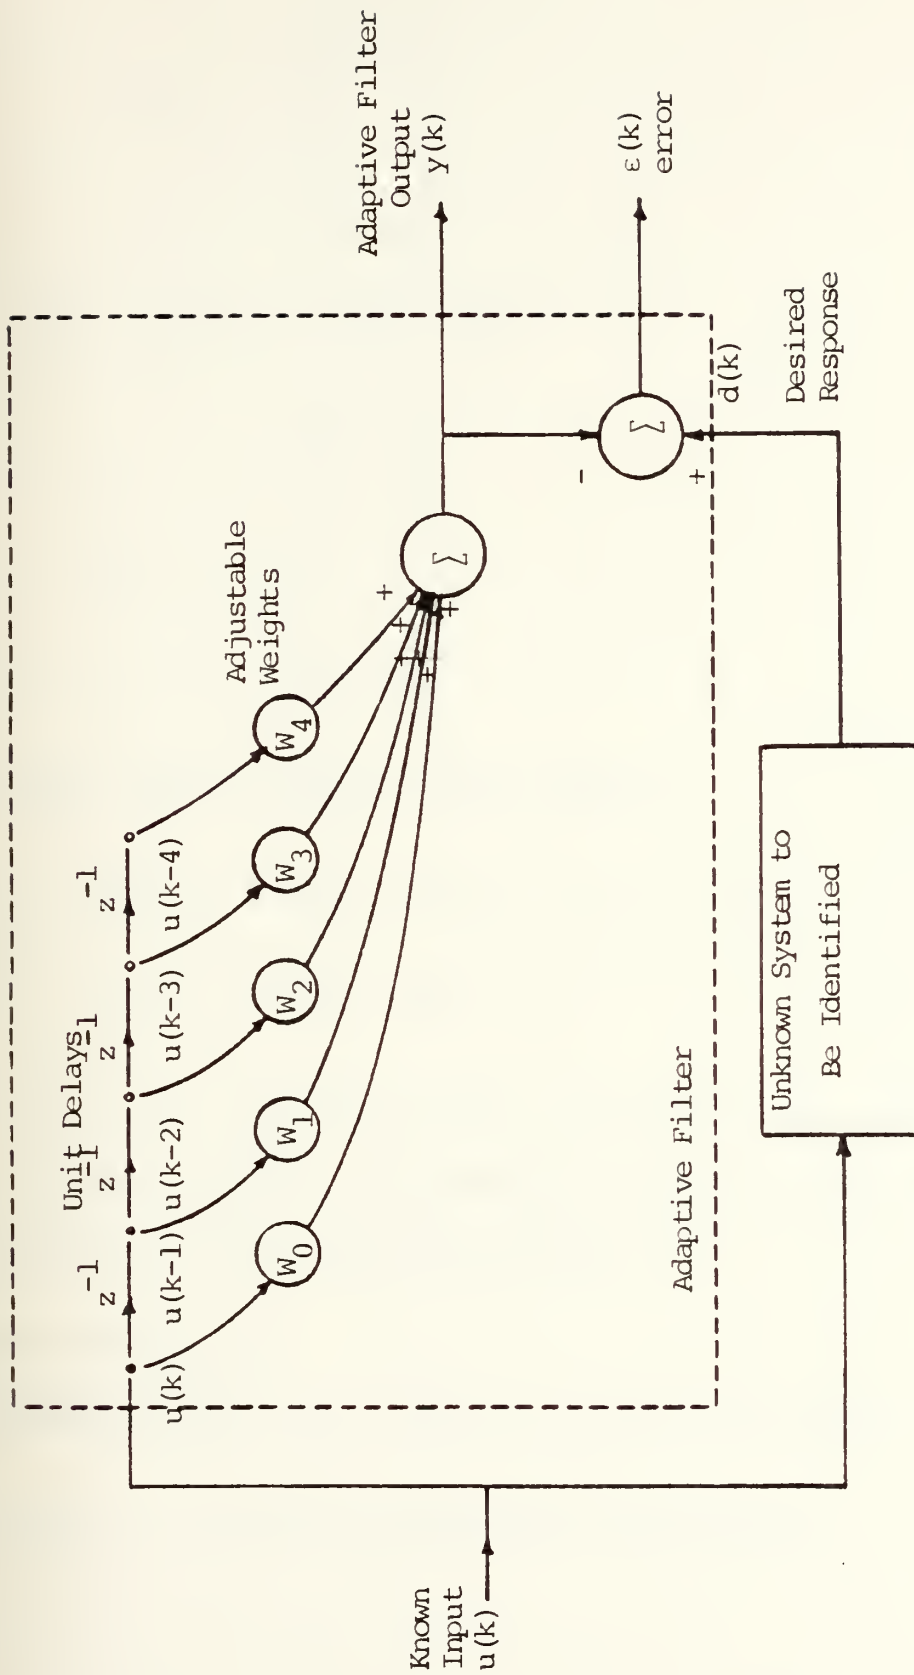 Known
Input
u(k)
Unit Delays
z-1
z-1
z-1
z-1
u(k)
u(k-1)
u(k-2)
u(k-3)
u(k-4)
W0
W1
W2
W3
W4
Adjustable
Weights
+
+
+
+
+
Σ
Adaptive Filter
Output
y(k)
-
Σ
+
ε(k)
error
d(k)
Desired
Response
Adaptive Filter
Unknown System to
Be Identified